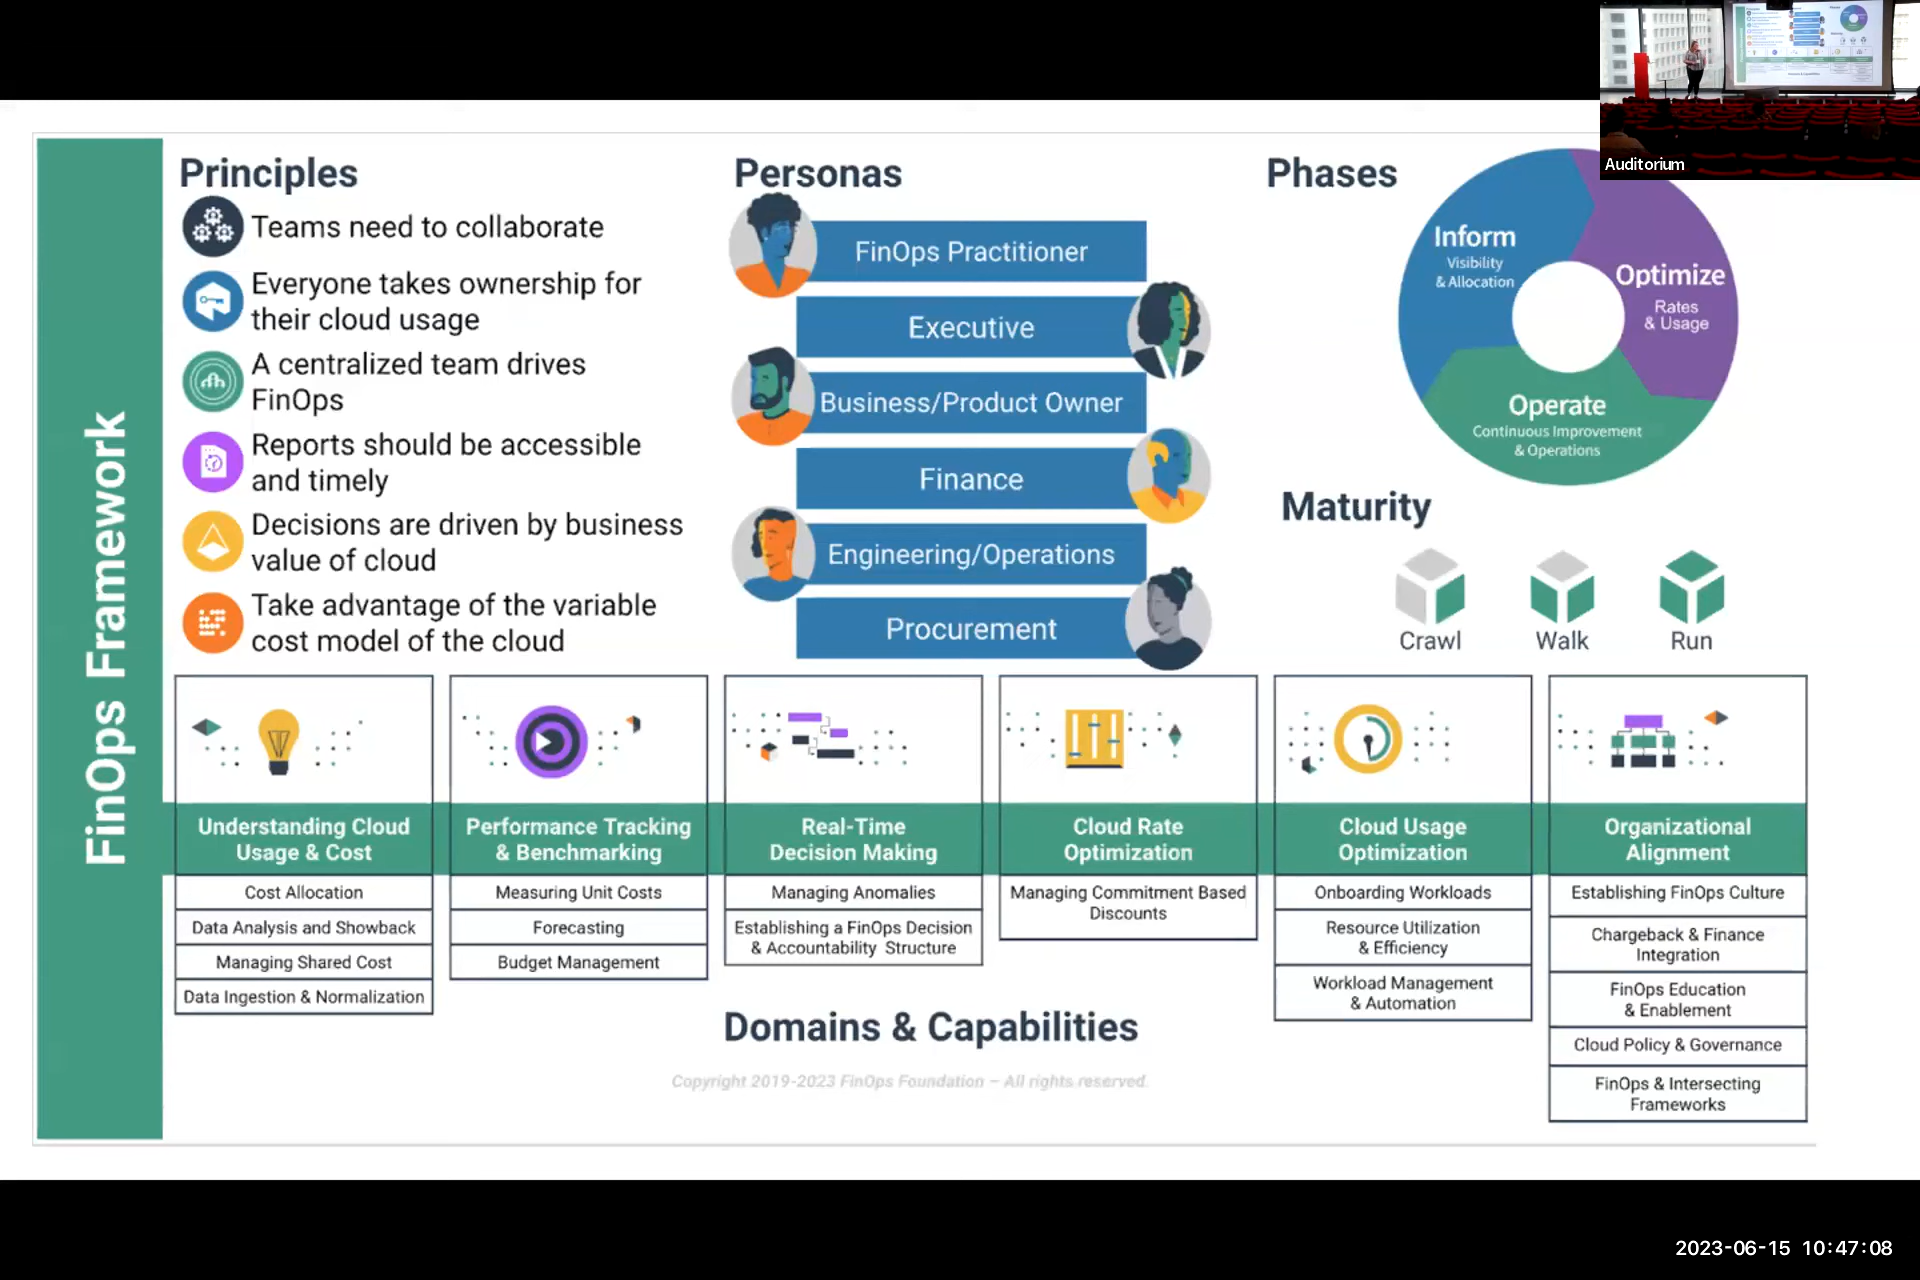 Auditorium
FinOps Framework
Principles
Teams need to collaborate
Everyone takes ownership for
their cloud usage
A centralized team drives
FinOps
Reports should be accessible
and timely
Decisions are driven by business
value of cloud
Take advantage of the variable
cost model of the cloud
Personas
FinOps Practitioner
Executive
Business/Product Owner
Finance
Engineering/Operations
Procurement
Phases
Inform
Visibility
& Allocation
Optimize
Rates
& Usage
Operate
Continuous Improvement
& Operations
Maturity
Crawl
Walk
Run
Understanding Cloud
Usage & Cost
Cost Allocation
Data Analysis and Showback
Managing Shared Cost
Data Ingestion & Normalization
Performance Tracking
& Benchmarking
Measuring Unit Costs
Forecasting
Budget Management
Real-Time
Decision Making
Managing Anomalies
Establishing a FinOps Decision
& Accountability Structure
Cloud Rate
Optimization
Managing Commitment Based
Discounts
Cloud Usage
Optimization
Onboarding Workloads
Resource Utilization
& Efficiency
Workload Management
& Automation
Organizational
Alignment
Establishing FinOps Culture
Chargeback & Finance
Integration
FinOps Education
& Enablement
Cloud Policy & Governance
FinOps & Intersecting
Frameworks
Domains & Capabilities
Copyright 2019-2023 FinOps Foundation – All rights reserved.
2023-06-15 10:47:08